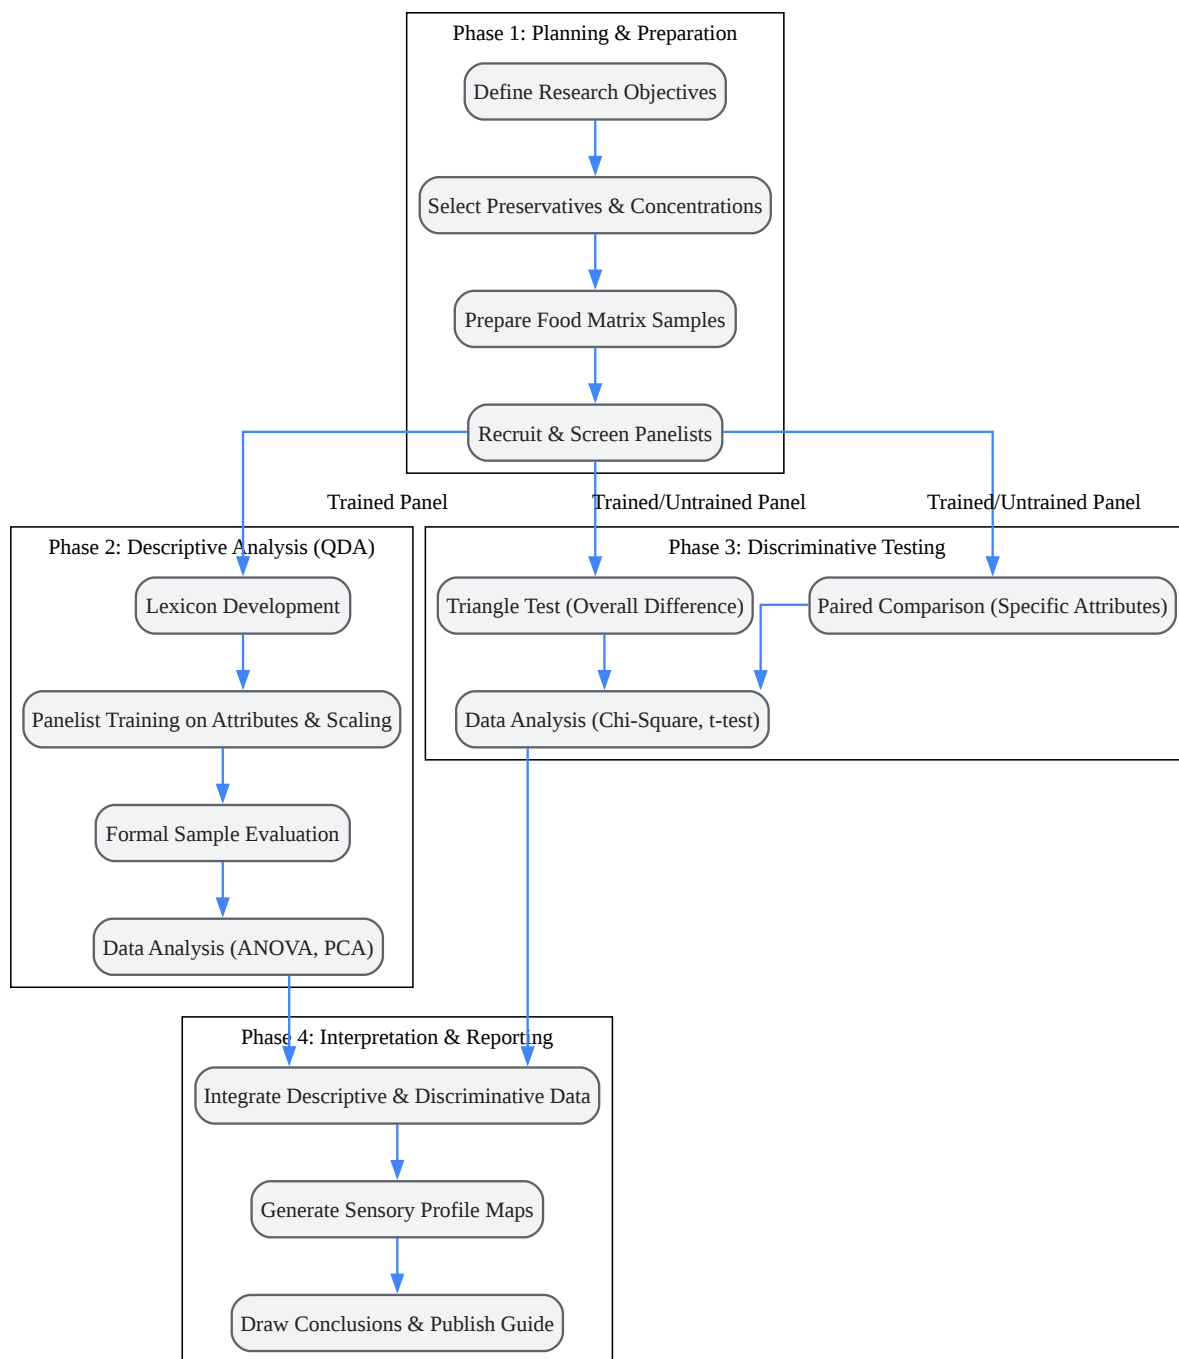 Phase 1: Planning & Preparation
Define Research Objectives
Select Preservatives & Concentrations
Prepare Food Matrix Samples
Recruit & Screen Panelists
Trained Panel
Trained/Untrained Panel
Trained/Untrained Panel
Phase 2: Descriptive Analysis (QDA)
Lexicon Development
Panelist Training on Attributes & Scaling
Formal Sample Evaluation
Data Analysis (ANOVA, PCA)
Phase 3: Discriminative Testing
Triangle Test (Overall Difference)
Paired Comparison (Specific Attributes)
Data Analysis (Chi-Square, t-test)
Phase 4: Interpretation & Reporting
Integrate Descriptive & Discriminative Data
Generate Sensory Profile Maps
Draw Conclusions & Publish Guide